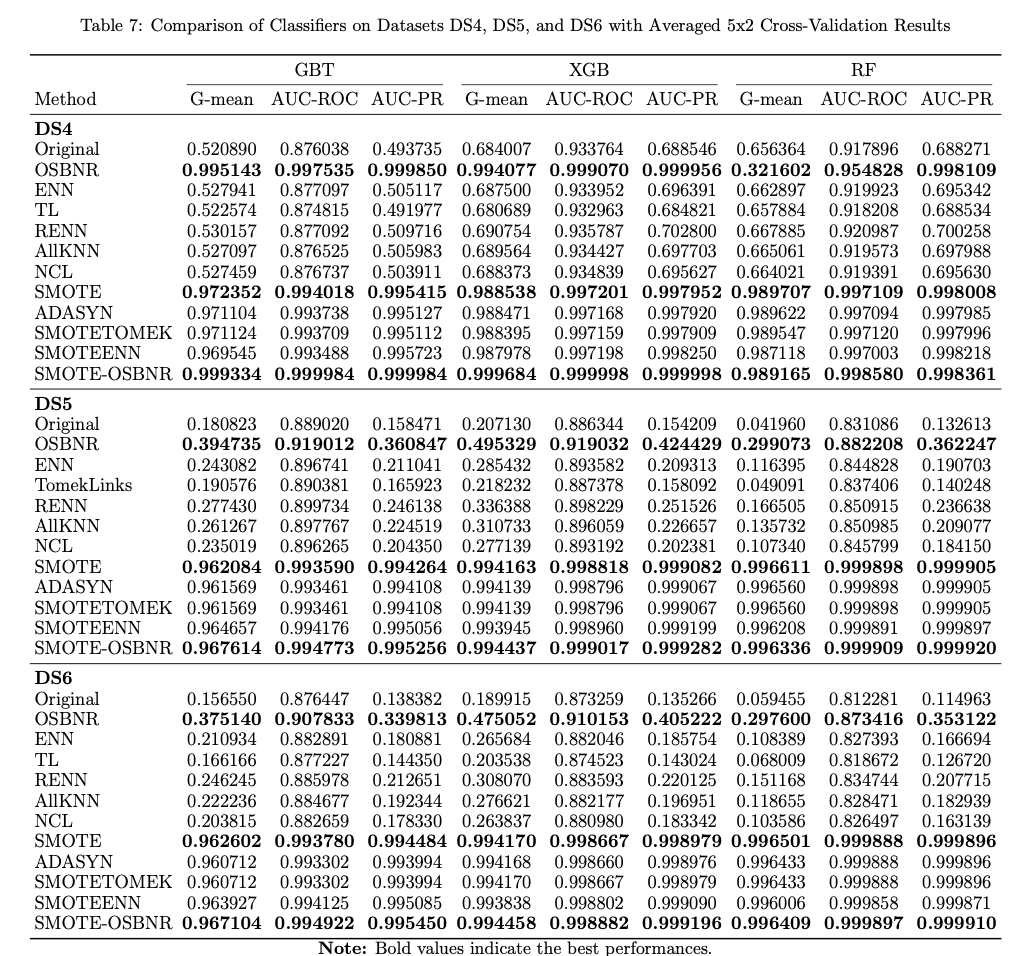 Table 7: Comparison of Classifiers on Datasets DS4, DS5, and DS6 with Averaged 5x2 Cross-Validation Results
GBT XGB RF
Method G-mean AUC-ROC AUC-PR G-mean AUC-ROC AUC-PR G-mean AUC-ROC AUC-PR
DS4
Original 0.520890 0.876038 0.493735 0.684007 0.933764 0.688546 0.656364 0.917896 0.688271
OSBNR 0.995143 0.997535 0.999850 0.994077 0.999070 0.999956 0.321602 0.954828 0.998109
ENN 0.527941 0.877097 0.505117 0.687500 0.933952 0.696391 0.662897 0.919923 0.695342
TL 0.522574 0.874815 0.491977 0.680689 0.932963 0.684821 0.657884 0.918208 0.688534
RENN 0.530157 0.877092 0.509716 0.690754 0.935787 0.702800 0.667885 0.920987 0.700258
AllKNN 0.527097 0.876525 0.505983 0.689564 0.934427 0.697703 0.665061 0.919573 0.697988
NCL 0.527459 0.876737 0.503911 0.688373 0.934839 0.695627 0.664021 0.919391 0.695630
SMOTE 0.972352 0.994018 0.995415 0.988538 0.997201 0.997952 0.989707 0.997109 0.998008
ADASYN 0.971104 0.993738 0.995127 0.988471 0.997168 0.997920 0.989622 0.997094 0.997985
SMOTETOMEK 0.971124 0.993709 0.995112 0.988395 0.997159 0.997909 0.989547 0.997120 0.997996
SMOTEENN 0.969545 0.993488 0.995723 0.987978 0.997198 0.998250 0.987118 0.997003 0.998218
SMOTE-OSBNR 0.999334 0.999984 0.999984 0.999684 0.999998 0.999998 0.989165 0.998580 0.998361
DS5
Original 0.180823 0.889020 0.158471 0.207130 0.886344 0.154209 0.041960 0.831086 0.132613
OSBNR 0.394735 0.919012 0.360847 0.495329 0.919032 0.424429 0.299073 0.882208 0.362247
ENN 0.243082 0.896741 0.211041 0.285432 0.893582 0.209313 0.116395 0.844828 0.190703
TomekLinks 0.190576 0.890381 0.165923 0.218232 0.887378 0.158092 0.049091 0.837406 0.140248
RENN 0.277430 0.899734 0.246138 0.336388 0.898229 0.251526 0.166505 0.850915 0.236638
AllKNN 0.261267 0.897767 0.224519 0.310733 0.896059 0.226657 0.135732 0.850985 0.209077
NCL 0.235019 0.896265 0.204350 0.277139 0.893192 0.202381 0.107340 0.845799 0.184150
SMOTE 0.962084 0.993590 0.994264 0.994163 0.998818 0.999082 0.996611 0.999898 0.999905
ADASYN 0.961569 0.993461 0.994108 0.994139 0.998796 0.999067 0.996560 0.999898 0.999905
SMOTETOMEK 0.961569 0.993461 0.994108 0.994139 0.998796 0.999067 0.996560 0.999898 0.999905
SMOTEENN 0.964657 0.994176 0.995056 0.993945 0.998960 0.999199 0.996208 0.999891 0.999897
SMOTE-OSBNR 0.967614 0.994773 0.995256 0.994437 0.999017 0.999282 0.996336 0.999909 0.999920
DS6
Original 0.156550 0.876447 0.138382 0.189915 0.873259 0.135266 0.059455 0.812281 0.114963
OSBNR 0.375140 0.907833 0.339813 0.475052 0.910153 0.405222 0.297600 0.873416 0.353122
ENN 0.210934 0.882891 0.180881 0.265684 0.882046 0.185754 0.108389 0.827393 0.166694
TL 0.166166 0.877227 0.144350 0.203538 0.874523 0.143024 0.068009 0.818672 0.126720
RENN 0.246245 0.885978 0.212651 0.308070 0.883593 0.220125 0.151168 0.834744 0.207715
AllKNN 0.222236 0.884677 0.192344 0.276621 0.882177 0.196951 0.118655 0.828471 0.182939
NCL 0.203815 0.882659 0.178330 0.263837 0.880980 0.183342 0.103586 0.826497 0.163139
SMOTE 0.962602 0.993780 0.994484 0.994170 0.998667 0.998979 0.996501 0.999888 0.999896
ADASYN 0.960712 0.993302 0.993994 0.994168 0.998660 0.998976 0.996433 0.999888 0.999896
SMOTETOMEK 0.960712 0.993302 0.993994 0.994170 0.998667 0.998979 0.996433 0.999888 0.999896
SMOTEENN 0.963927 0.994125 0.995085 0.993838 0.998802 0.999090 0.996006 0.999858 0.999871
SMOTE-OSBNR 0.967104 0.994922 0.995450 0.994458 0.998882 0.999196 0.996409 0.999897 0.999910
Note: Bold values indicate the best performances.